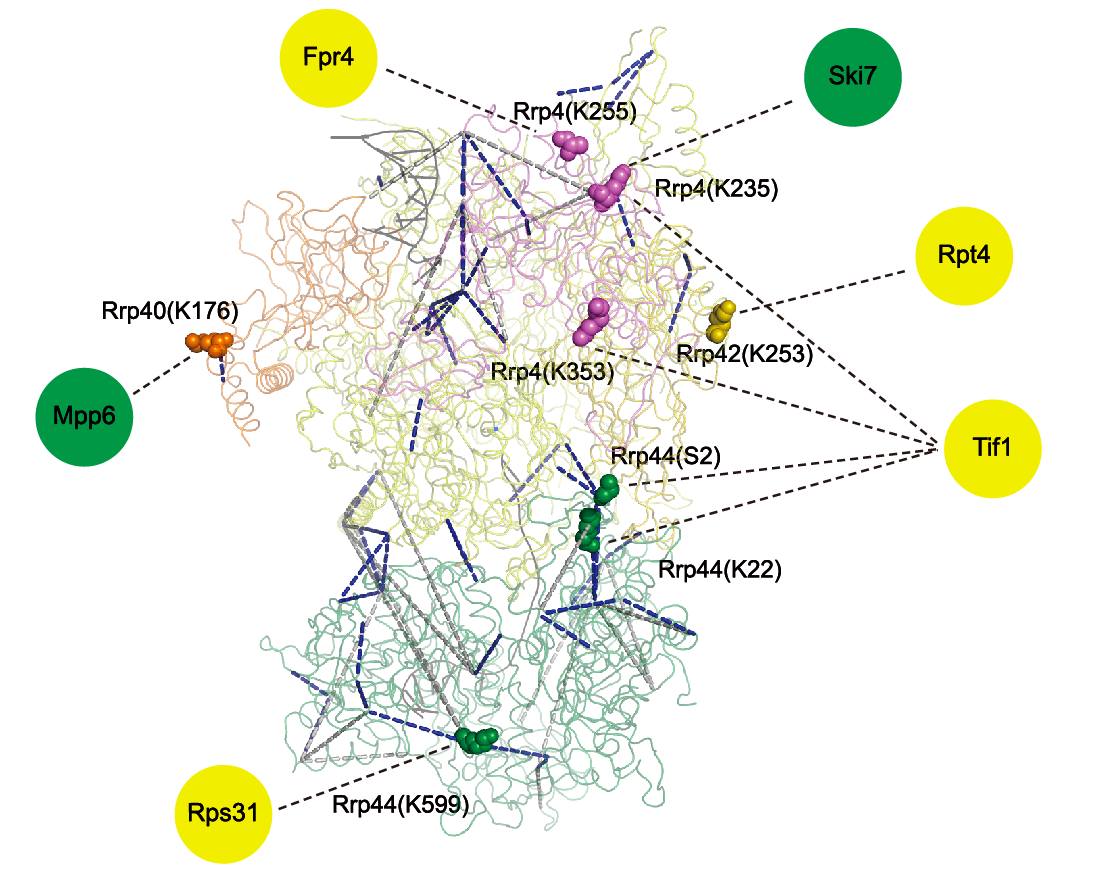 Fpr4
Ski7
Rrp4(K255)
Rrp4(K235)
Rpt4
Rrp40(K176)
Rrp42(K253)
Rrp4(K353)
Mpp6
Tif1
Rrp44(S2)
Rrp44(K22)
Rps31
Rrp44(K599)